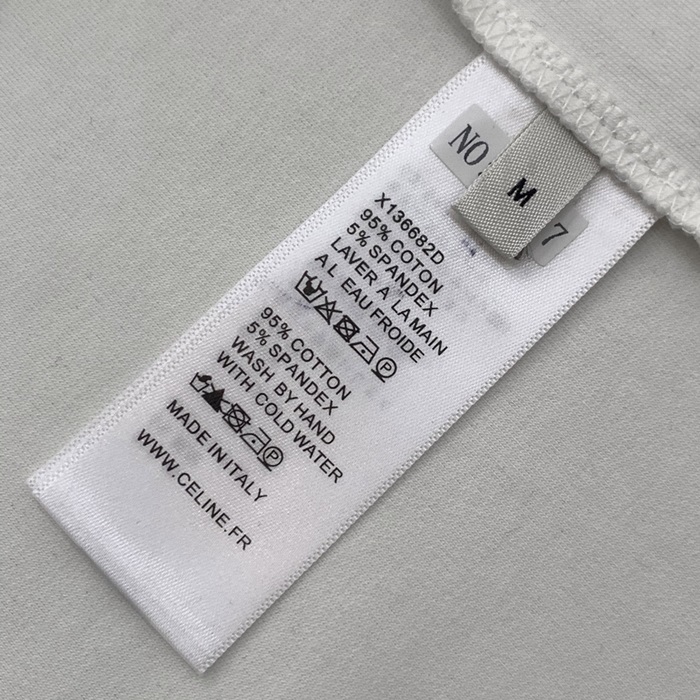 NO
M
7
X136682D
95% COTON
5% SPANDEX
LAVER A LA MAIN
A L EAU FROIDE
95% COTTON
5% SPANDEX
WASH BY HAND
WITH COLD WATER
MADE IN ITALY
WWW.CELINE.FR